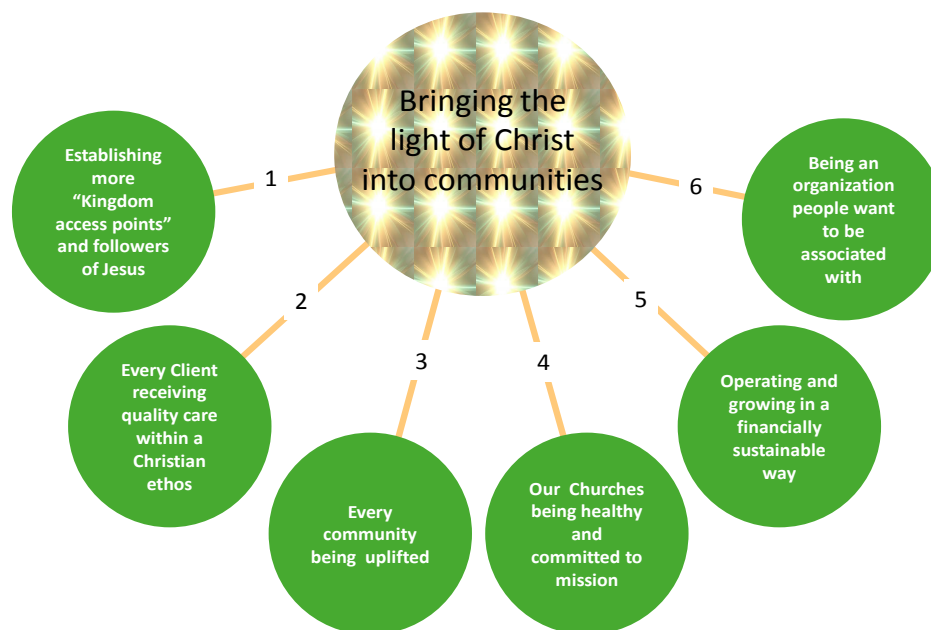 Bringing the
light of Christ
into communities
1
Establishing
more
“Kingdom
access points”
and followers
of Jesus
2
Every Client
receiving
quality care
within a
Christian
ethos
3
Every
community
being uplifted
4
Our Churches
being healthy
and
committed to
mission
5
Operating and
growing in a
financially
sustainable
way
6
Being an
organization
people want
to be
associated
with